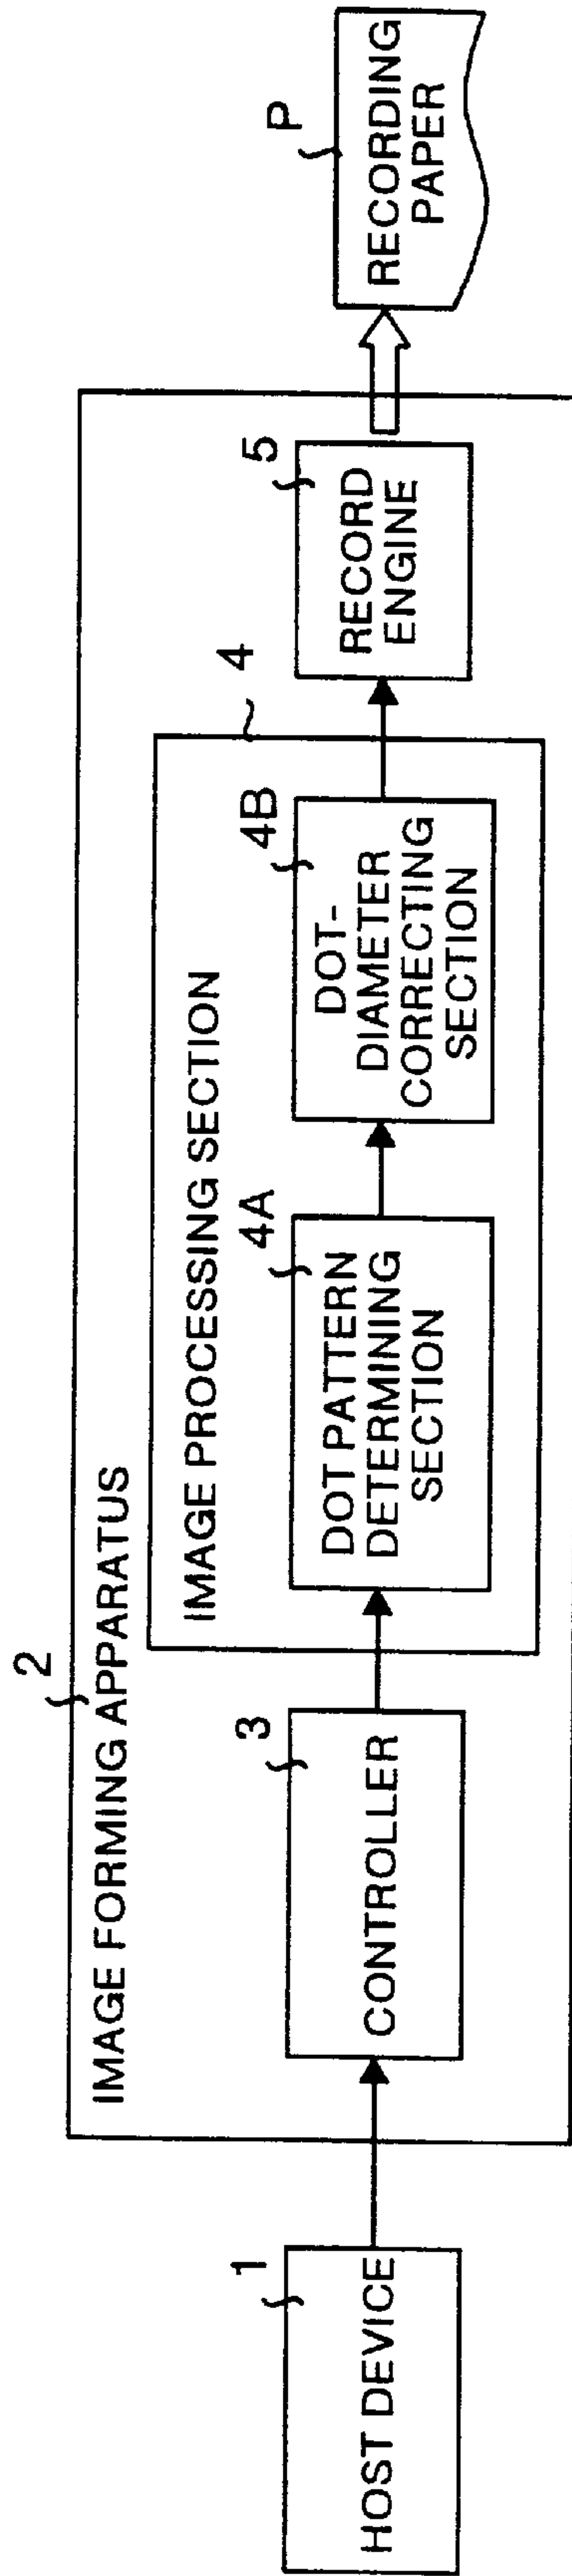 1
HOST DEVICE
2
IMAGE FORMING APPARATUS
3
CONTROLLER
4
IMAGE PROCESSING SECTION
4A
DOT PATTERN
DETERMINING
SECTION
4B
DOT-
DIAMETER
CORRECTING
SECTION
5
RECORD
ENGINE
P
RECORDING
PAPER